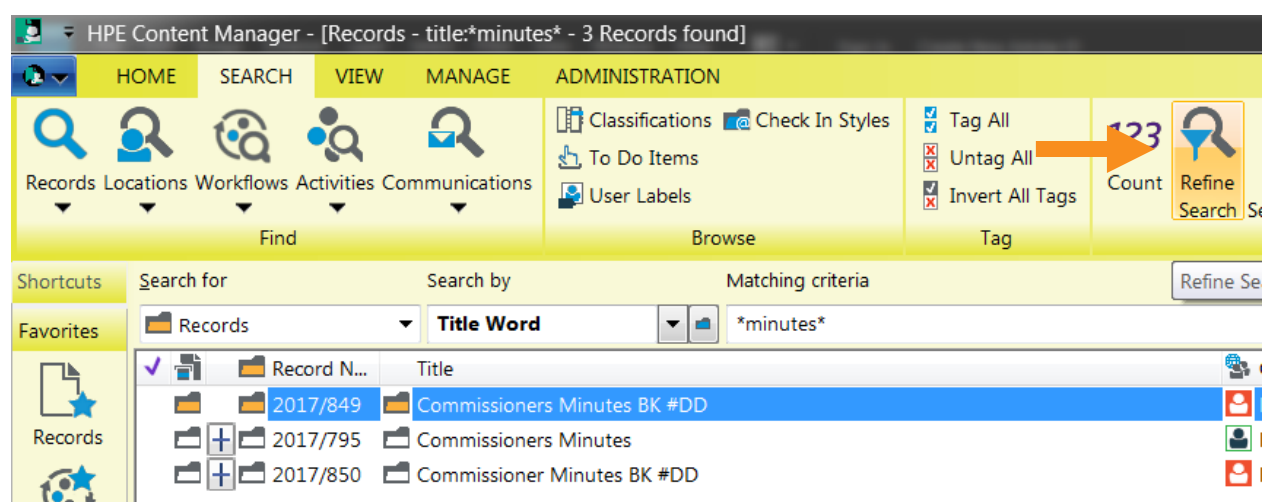 HPE Content Manager - [Records - title:*minutes* - 3 Records found]
HOME SEARCH VIEW MANAGE ADMINISTRATION
Classifications Check In Styles Tag All 123
To Do Items Untag All
Records Locations Workflows Activities Communications User Labels Invert All Tags Count Refine
Search Se
Find Browse Tag
Shortcuts Search for Search by Matching criteria Refine Se
Favorites Records Title Word *minutes*
Record N... Title
2017/849 Commissioners Minutes BK #DD
Records 2017/795 Commissioners Minutes
2017/850 Commissioner Minutes BK #DD